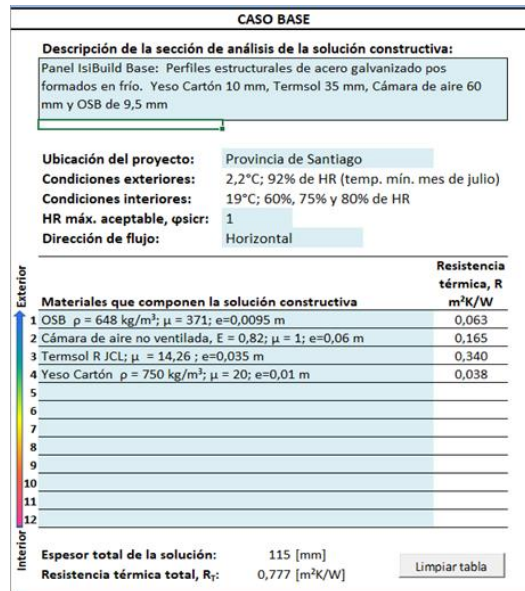 CASO BASE
Descripción de la sección de análisis de la solución constructiva:
Panel IsiBuild Base: Perfiles estructurales de acero galvanizado pos
formados en frío. Yeso Cartón 10 mm, Termsol 35 mm, Cámara de aire 60
mm y OSB de 9,5 mm
Ubicación del proyecto: Provincia de Santiago
Condiciones exteriores: 2,2°C; 92% de HR (temp. mín. mes de julio)
Condiciones interiores: 19°C; 60%, 75% y 80% de HR
HR máx. aceptable, φsicr: 1
Dirección de flujo: Horizontal
Exterior
Resistencia
térmica, R
Materiales que componen la solución constructiva m²K/W
1 OSB ρ = 648 kg/m³; μ = 371; e=0,0095 m 0,063
2 Cámara de aire no ventilada, E = 0,82; μ = 1; e=0,06 m 0,165
3 Termsol R JCL; μ = 14,26 ; e=0,035 m 0,340
4 Yeso Cartón ρ = 750 kg/m³; μ = 20; e=0,01 m 0,038
5
6
7
8
9
10
11
12
Interior
Espesor total de la solución: 115 [mm]
Resistencia térmica total, RT: 0,777 [m²K/W]
Limpiar tabla